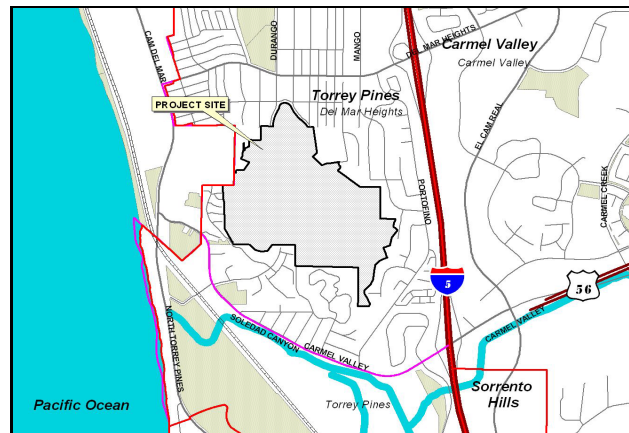 CAM DEL MAR
DURANGO
MANGO
DEL MAR HEIGHTS
Carmel Valley
Carmel Valley
PROJECT SITE
Torrey Pines
Del Mar Heights
EL CAM REAL
PORTOFINO
CARMEL CREEK
5
56
NORTH TORREY PINES
SOLEDAD CANYON
CARMEL VALLEY
CARMEL VALLEY
Pacific Ocean
Torrey Pines
Sorrento
Hills